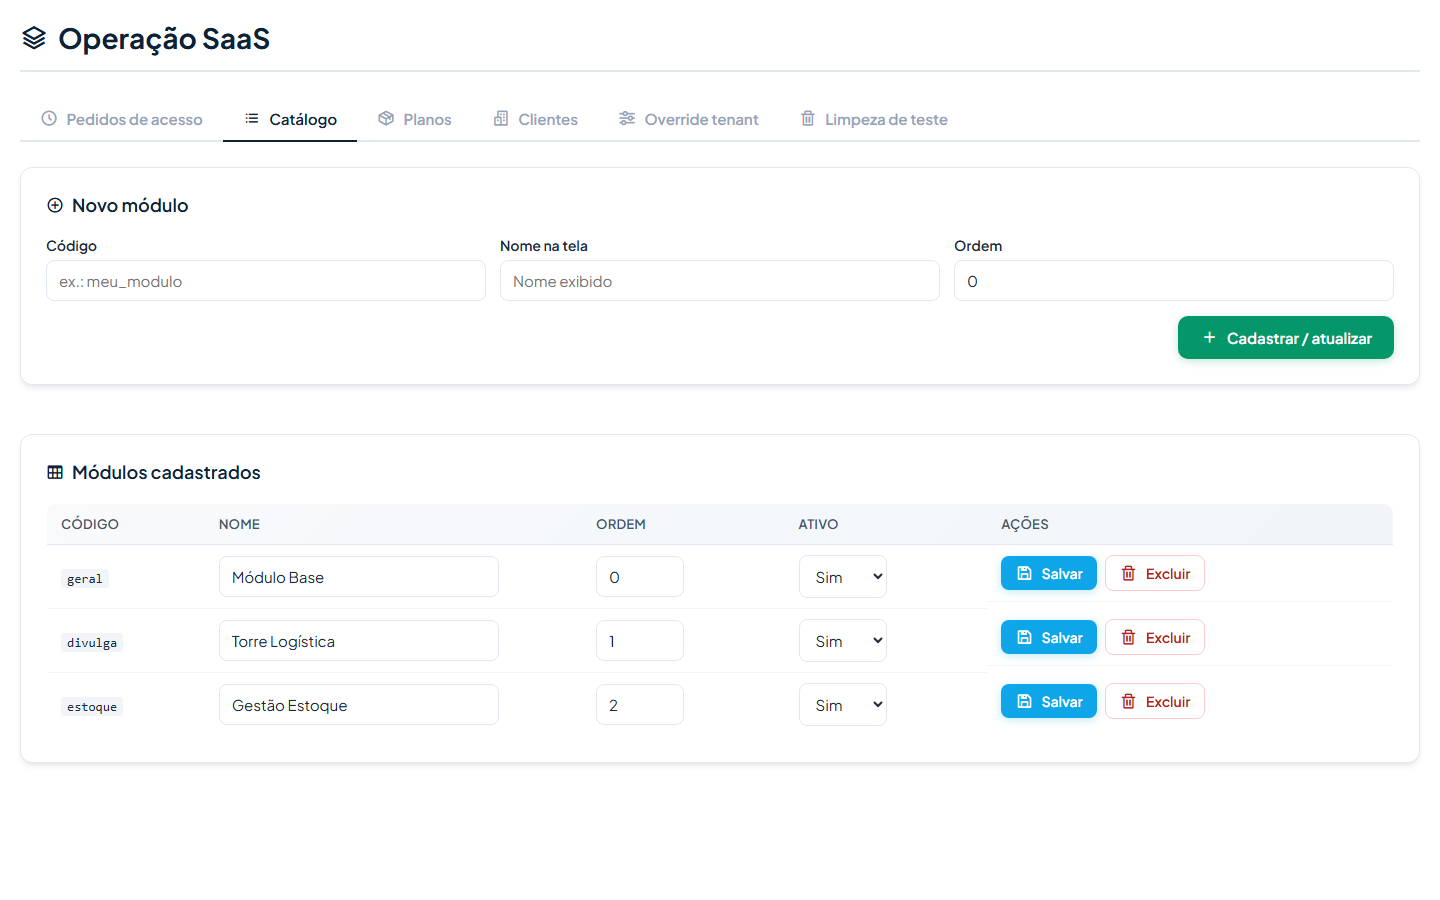 Operação SaaS
Pedidos de acesso Catálogo Planos Clientes Override tenant Limpeza de teste
Novo módulo
Código Nome na tela Ordem
ex.: meu_modulo Nome exibido 0
+ Cadastrar / atualizar
Módulos cadastrados
CÓDIGO NOME ORDEM ATIVO AÇÕES
geral Módulo Base 0 Sim Salvar Excluir
divulga Torre Logística 1 Sim Salvar Excluir
estoque Gestão Estoque 2 Sim Salvar Excluir